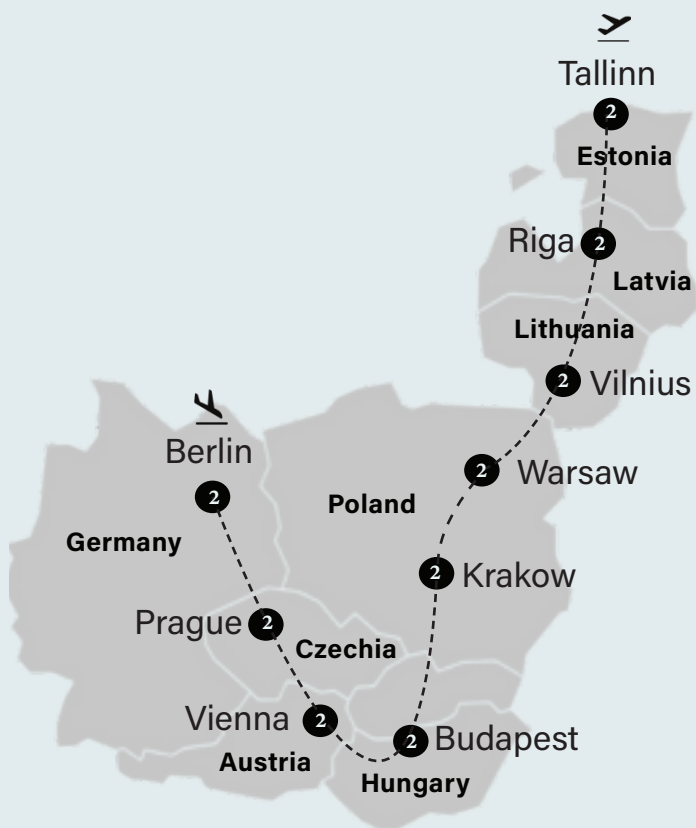 Tallinn
2
Estonia
Riga 2
Latvia
Lithuania
2 Vilnius
Berlin
2
2 Warsaw
Poland
Germany
2 Krakow
Prague 2
Czechia
Vienna 2
2 Budapest
Austria
Hungary